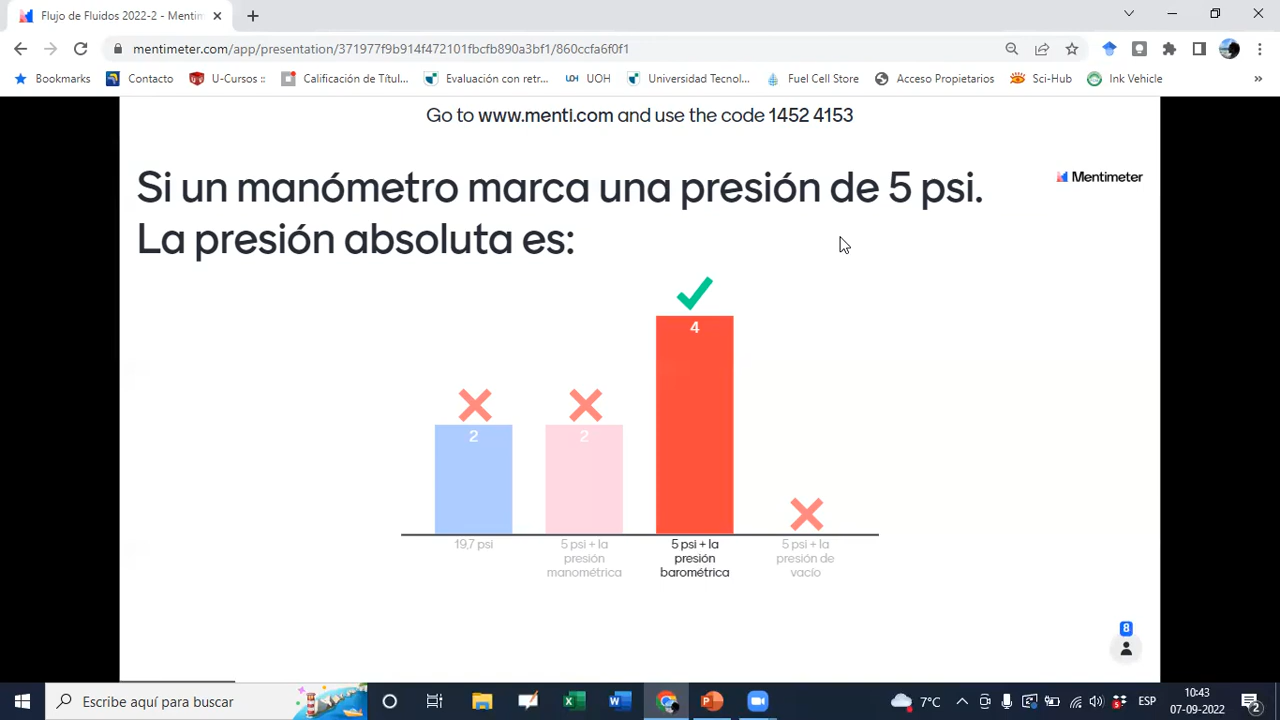 Flujo de Fluidos 2022-2 - Mentim
mentimeter.com/app/presentation/371977f9b914f472101fbcfb890a5bf1/860ccfa6f0f1
Bookmarks Contacto U-Cursos :: Calificación de Títul... Evaluación con retr... UOH UOH Universidad Tecnol... Fuel Cell Store Acceso Propietarios Sci-Hub Ink Vehicle »
Go to www.menti.com and use the code 1452 4153
Si un manómetro marca una presión de 5 psi.
La presión absoluta es:
Mentimeter
4
2 2
19,7 psi
5 psi + la
presión
manométrica
5 psi + la
presión
barométrica
5 psi + la
presión de
vacío
8
Escribe aquí para buscar
7°C
ESP
10:43
07-09-2022
2